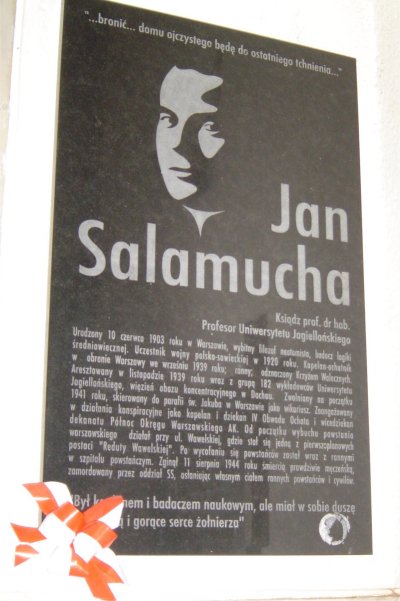 "...bronić... domu ojczystego będę do ostatniego tchnienia..."
Jan
Salamucha
Ksiądz prof. dr hab.
Profesor Uniwersytetu Jagiellońskiego
Urodzony 10 czerwca 1903 roku w Warszawie, wybitny filozof neotomista, badacz logiki
średniowiecznej. Uczestnik wojny polsko-sowieckiej w 1920 roku. Kapelan-ochotnik
w obronie Warszawy we wrześniu 1939 roku; ranny; odznaczony Krzyżem Walecznych.
Aresztowany w listopadzie 1939 roku wraz z grupą 182 wykładowców Uniwersytetu
Jagiellońskiego, więzień obozu koncentracyjnego w Dachau. Zwolniony na początku
1941 roku, skierowany do parafii św. Jakuba w Warszawie jako wikariusz. Zaangażowany
w działania konspiracyjne jako kapelan i dziekan IV Obwodu Ochota i wicedziekan
dekanatu Północ Okręgu Warszawskiego AK. Od początku wybuchu powstania
warszawskiego działał przy ul. Wawelskiej, gdzie stał się jedną z pierwszoplanowych
postaci "Reduty Wawelskiej". Po wycofaniu się powstańców został wraz z rannymi
w szpitalu powstańczym. Zginął 11 sierpnia 1944 roku śmiercią prawdziwie męczeńską,
zamordowany przez oddział SS, osłaniając własnym ciałem rannych powstańców i cywilów.
"Był i badaczem naukowym, ale miał w sobie duszę
i gorące serce żołnierza"